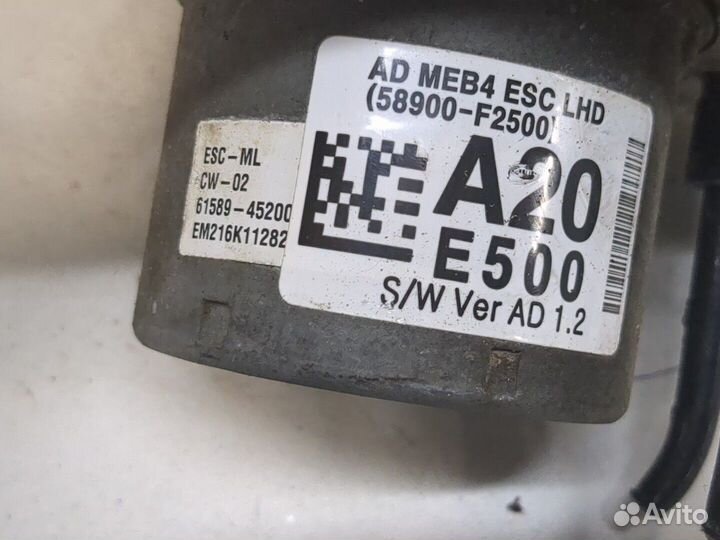 AD MEB4 ESC LHD
(58900-F2500)
A20
E500
S/W Ver AD 1.2
ESC-ML
CW-02
61589-45200
EM216K11282
Avito